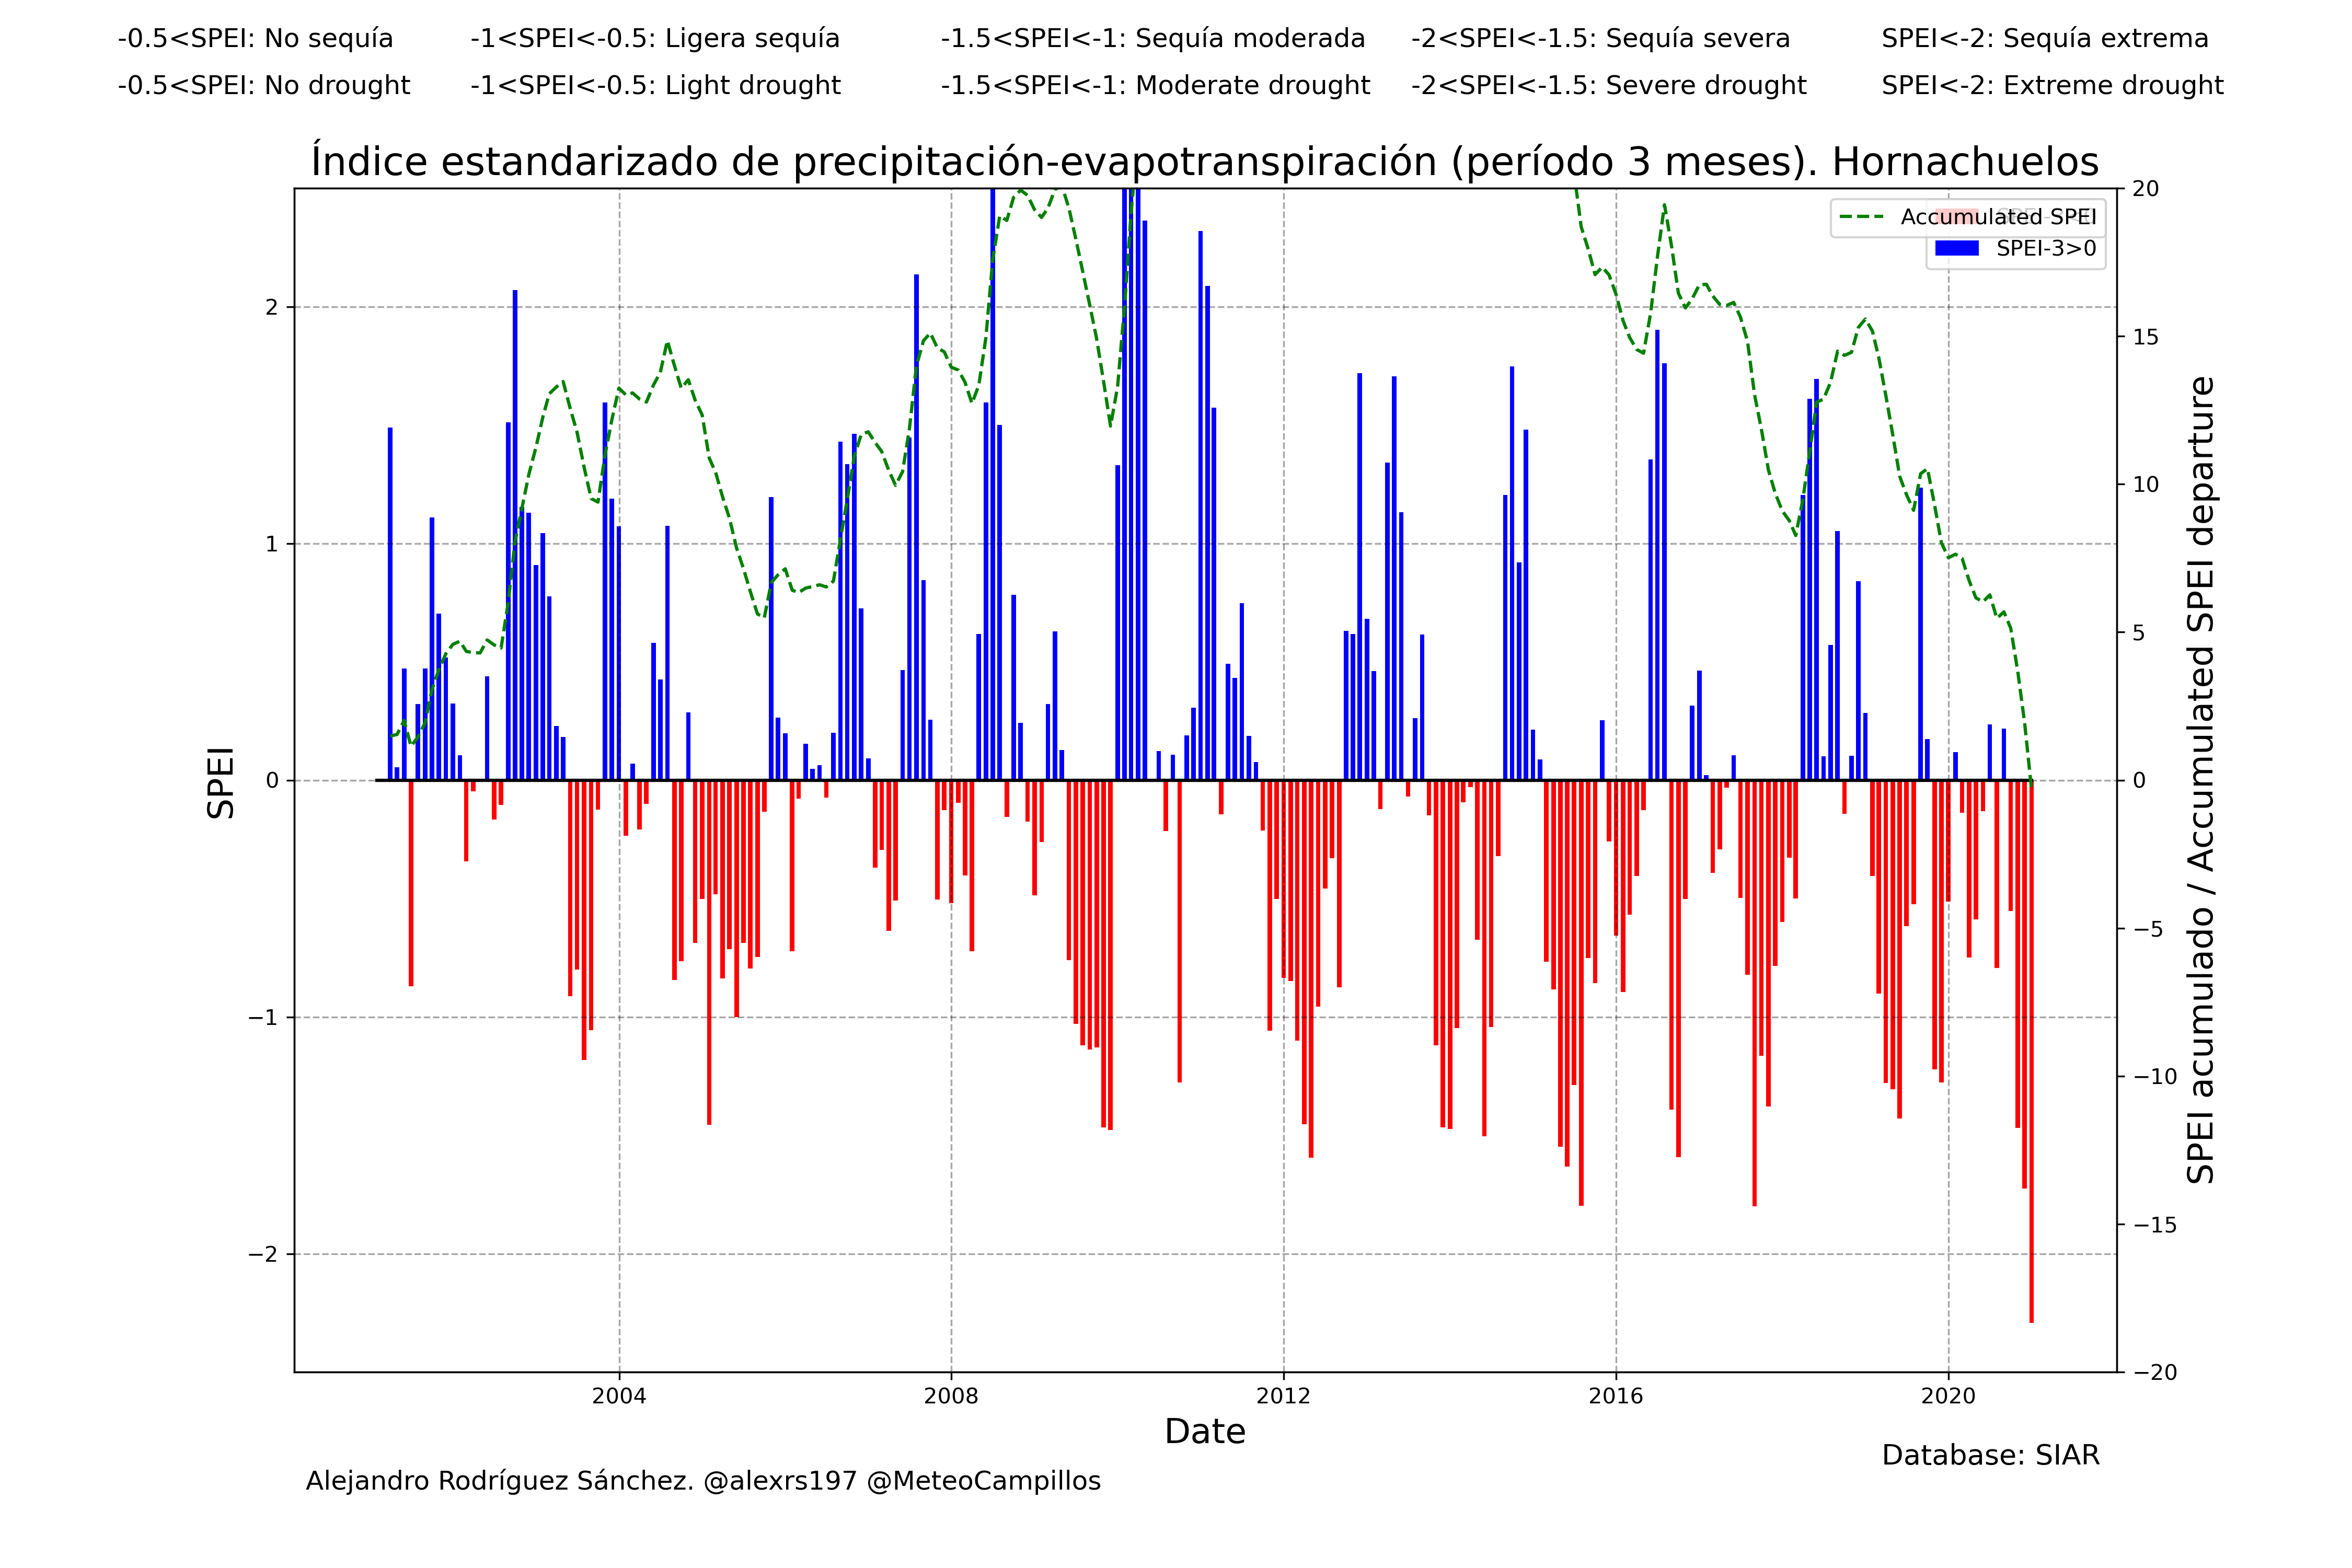 -0.5<SPEI: No sequía -1<SPEI<-0.5: Ligera sequía -1.5<SPEI<-1: Sequía moderada -2<SPEI<-1.5: Sequía severa SPEI<-2: Sequía extrema
-0.5<SPEI: No drought -1<SPEI<-0.5: Light drought -1.5<SPEI<-1: Moderate drought -2<SPEI<-1.5: Severe drought SPEI<-2: Extreme drought
Índice estandarizado de precipitación-evapotranspiración (período 3 meses). Hornachuelos
Accumulated SPEI
SPEI-3>0
SPEI
2
1
0
−1
−2
20
15
10
5
0
−5
−10
−15
−20
SPEI acumulado / Accumulated SPEI departure
2004 2008 2012 2016 2020
Date
Database: SIAR
Alejandro Rodríguez Sánchez. @alexrs197 @MeteoCampillos